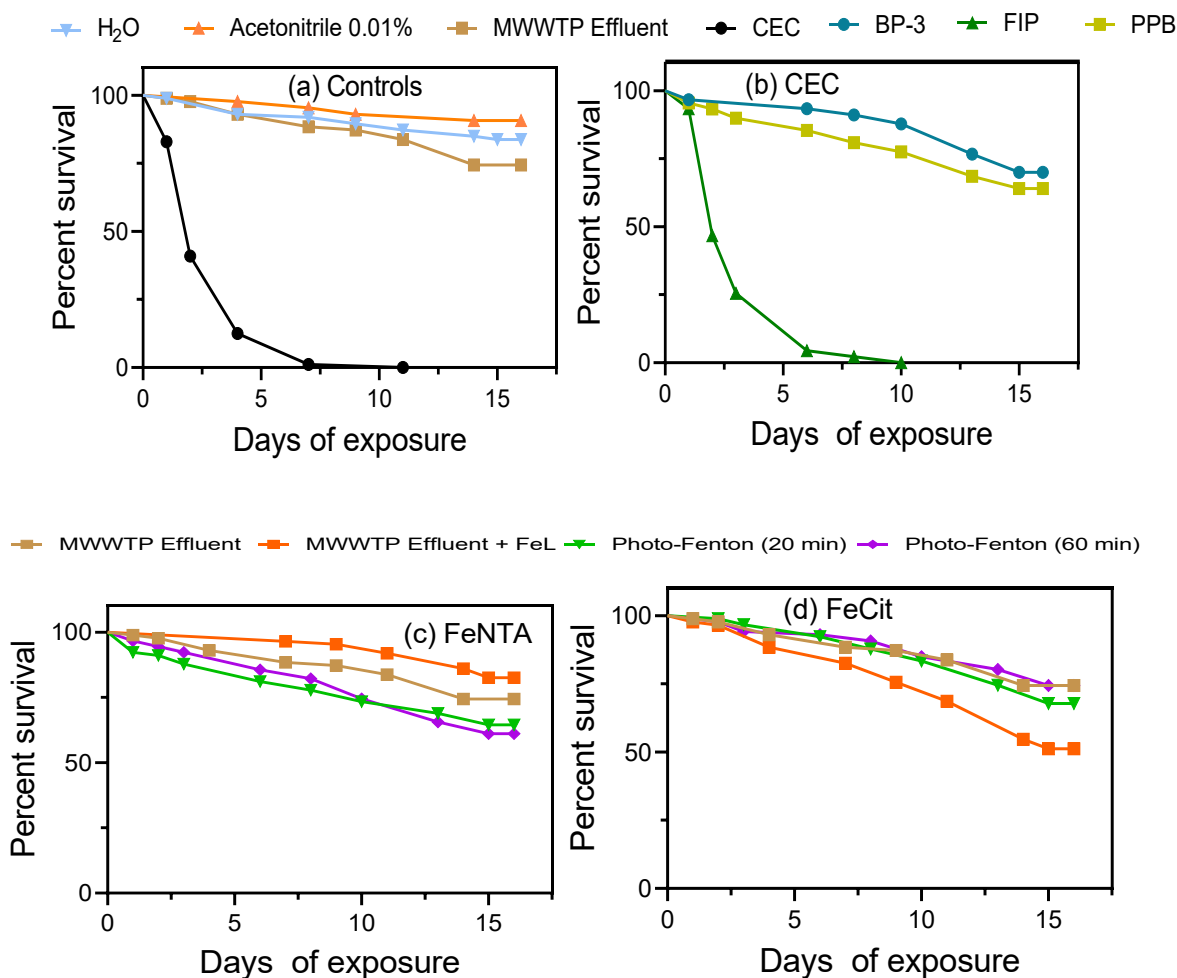 H₂O Acetonitrile 0.01% MWWTP Effluent CEC BP-3 FIP PPB
(a) Controls
100
50
0
Percent survival
0 5 10 15
Days of exposure
(b) CEC
100
50
0
Percent survival
0 5 10 15
Days of exposure
MWWTP Effluent MWWTP Effluent + FeL Photo-Fenton (20 min) Photo-Fenton (60 min)
(c) FeNTA
100
50
0
Percent survival
0 5 10 15
Days of exposure
(d) FeCit
100
50
0
Percent survival
0 5 10 15
Days of exposure